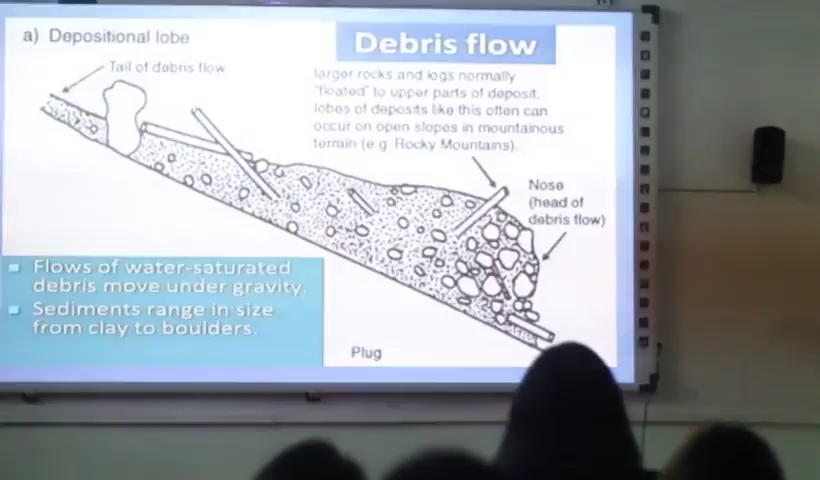 a) Depositional lobe
Debris flow
Tail of debris flow
larger rocks and logs normally
"floated" to upper parts of deposit;
lobes of deposits like this often can
occur on open slopes in mountainous
terrain (e.g. Rocky Mountains).
Nose
(head of
debris flow)
Flows of water-saturated
debris move under gravity.
Sediments range in size
from clay to boulders.
Plug